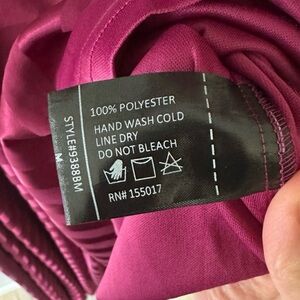 STYLE#9388BM
M
100% POLYESTER
HAND WASH COLD
LINE DRY
DO NOT BLEACH
RN# 155017